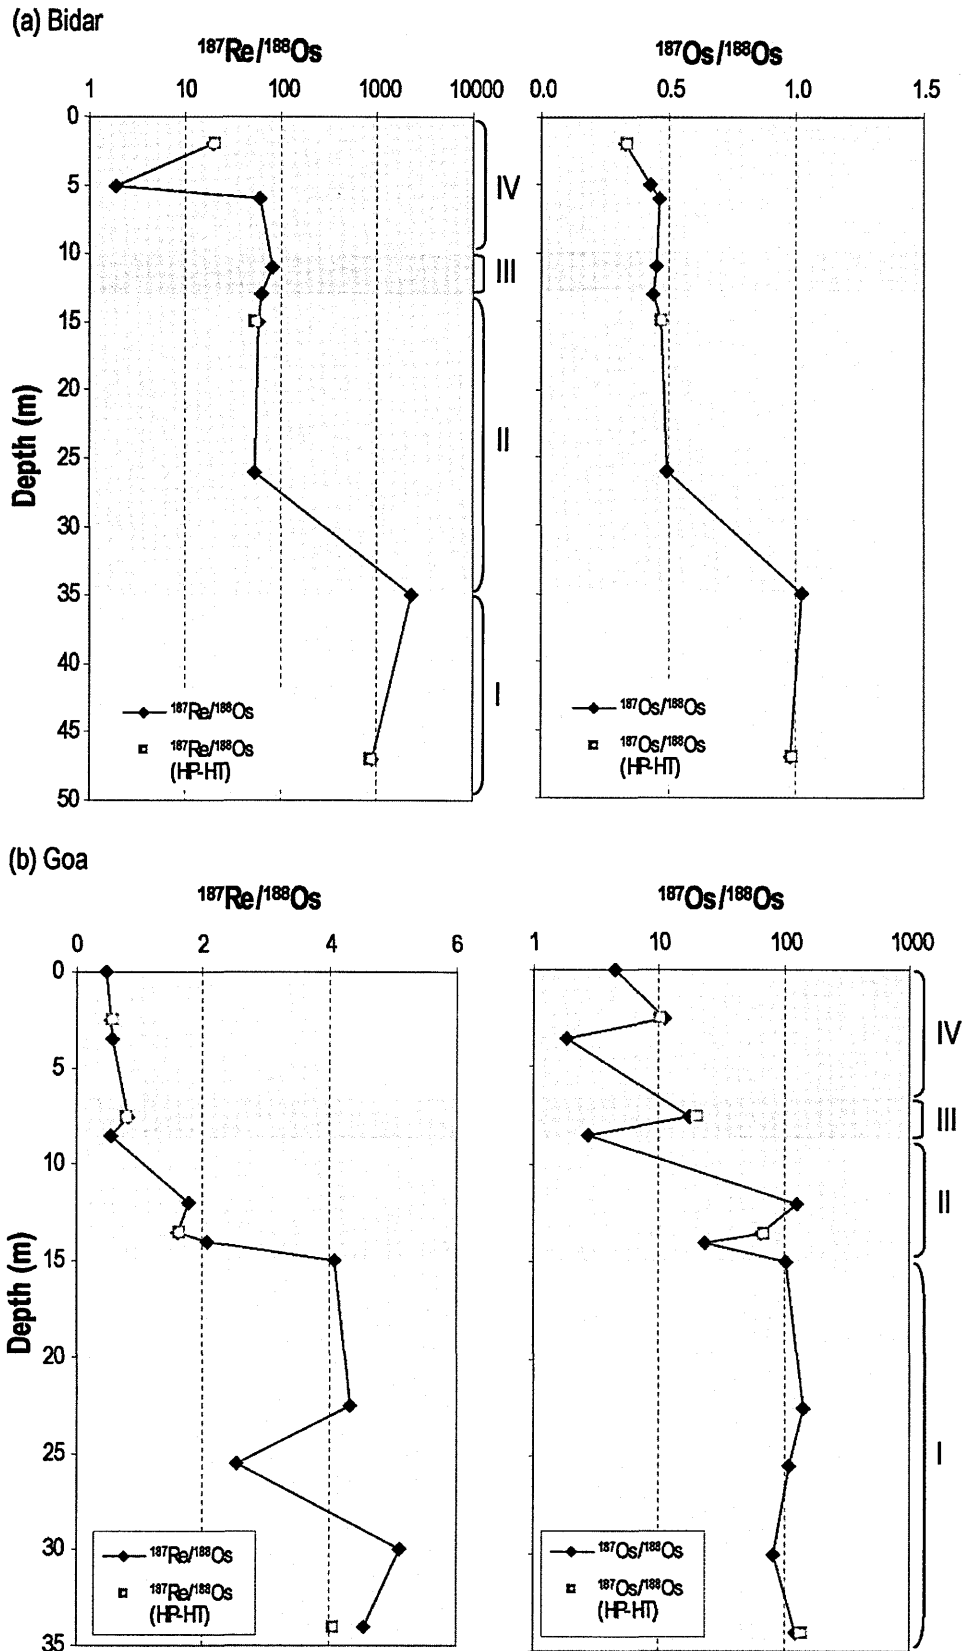 (a) Bidar
¹⁸⁷Re/¹⁸⁸Os
¹⁸⁷Os/¹⁸⁸Os
1 10 100 1000 10000
0.0 0.5 1.0 1.5
0
5
10
15
20
25
30
35
40
45
50
Depth (m)
IV
III
II
I
¹⁸⁷Re/¹⁸⁸Os
¹⁸⁷Re/¹⁸⁸Os
(HP-HT)
¹⁸⁷Os/¹⁸⁸Os
¹⁸⁷Os/¹⁸⁸Os
(HP-HT)
(b) Goa
¹⁸⁷Re/¹⁸⁸Os
¹⁸⁷Os/¹⁸⁸Os
0 2 4 6
1 10 100 1000
0
5
10
15
20
25
30
35
Depth (m)
IV
III
II
I
¹⁸⁷Re/¹⁸⁸Os
¹⁸⁷Re/¹⁸⁸Os
(HP-HT)
¹⁸⁷Os/¹⁸⁸Os
¹⁸⁷Os/¹⁸⁸Os
(HP-HT)